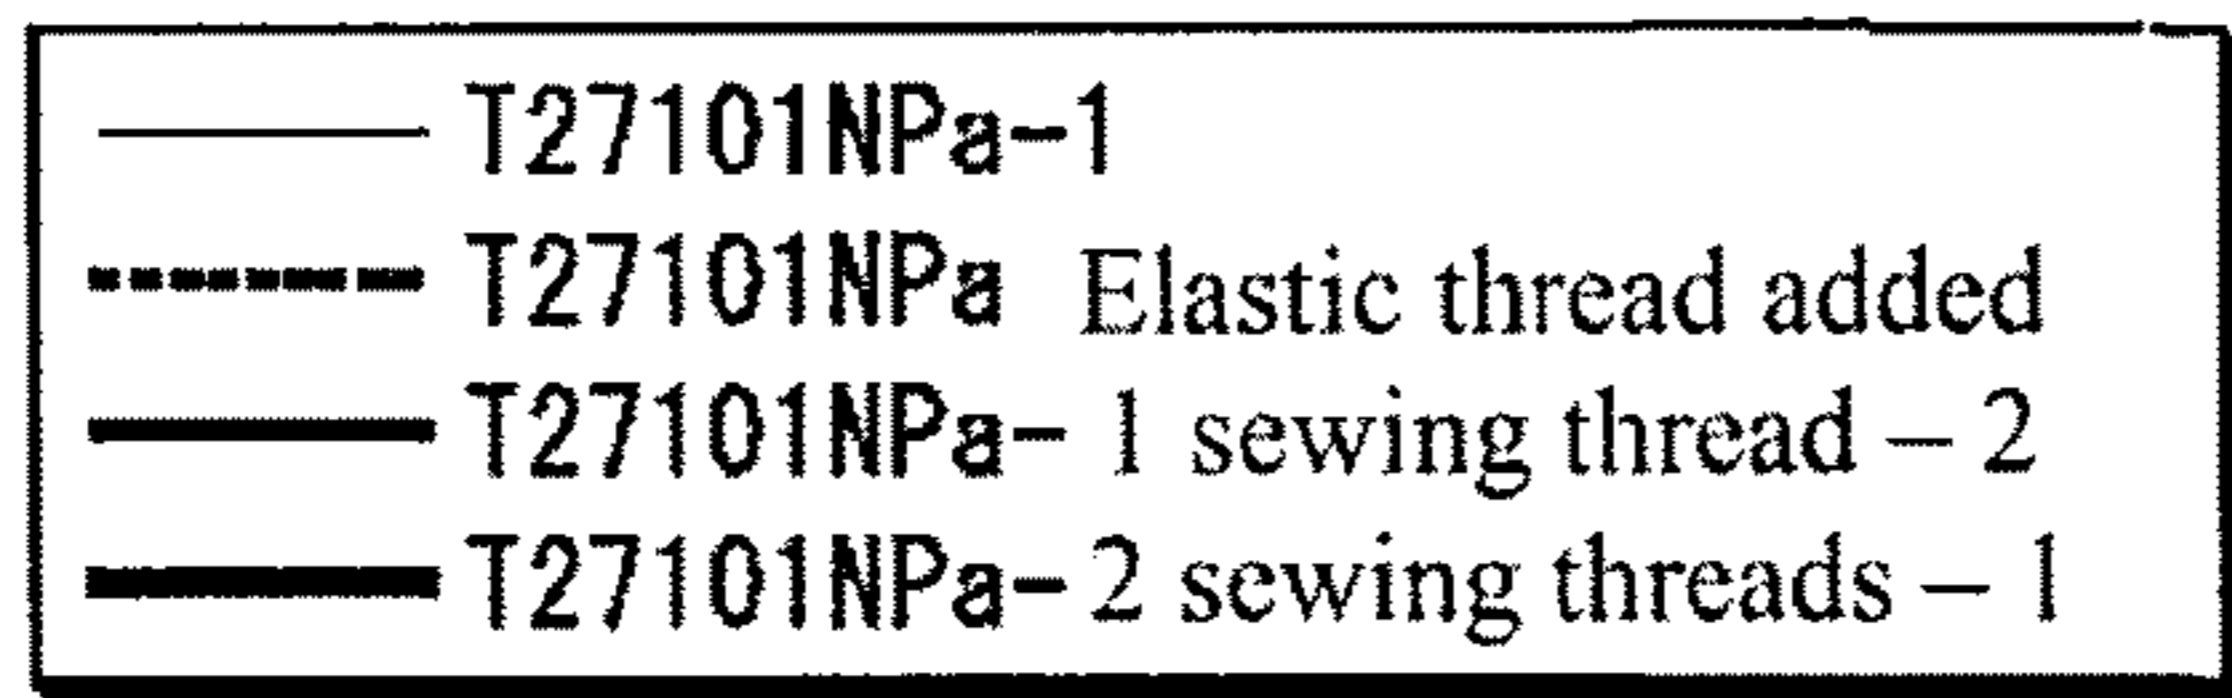 T27101NPa-1
T27101NPa Elastic thread added
T27101NPa- 1 sewing thread – 2
T27101NPa- 2 sewing threads – 1